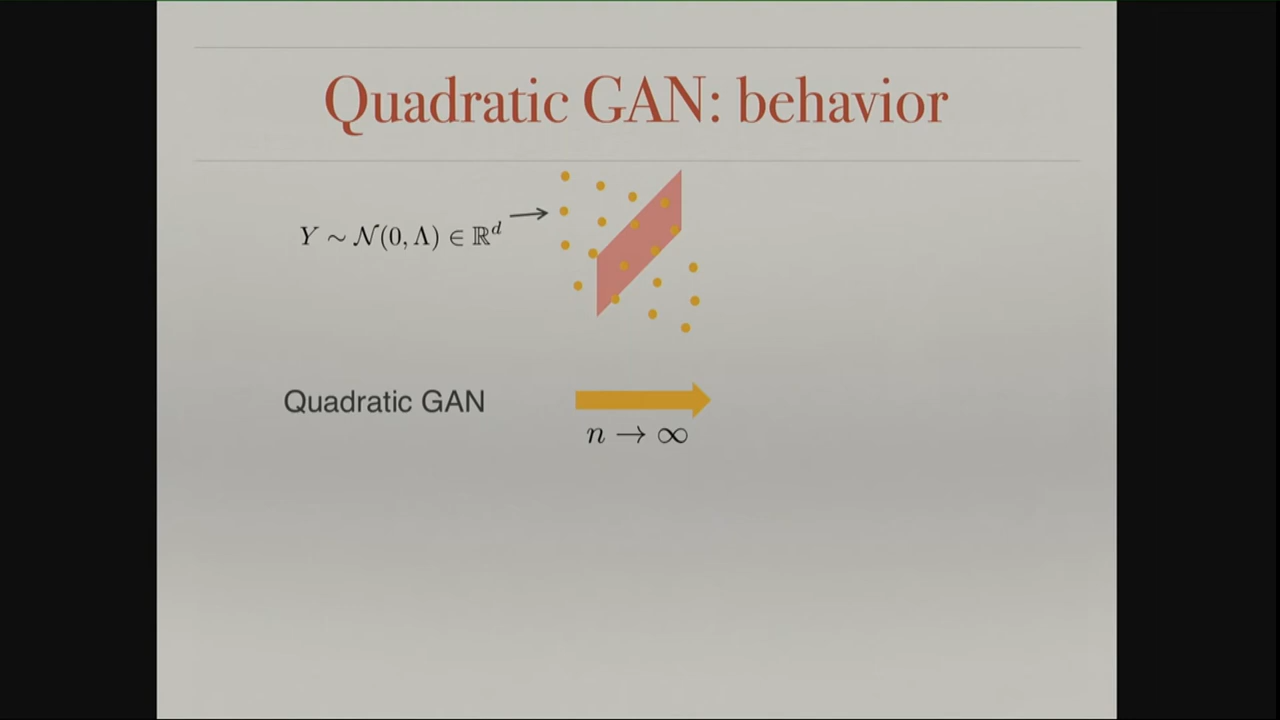 Quadratic GAN: behavior
Y ∼ 𝒩(0, Λ) ∈ ℝ^d
Quadratic GAN
n → ∞